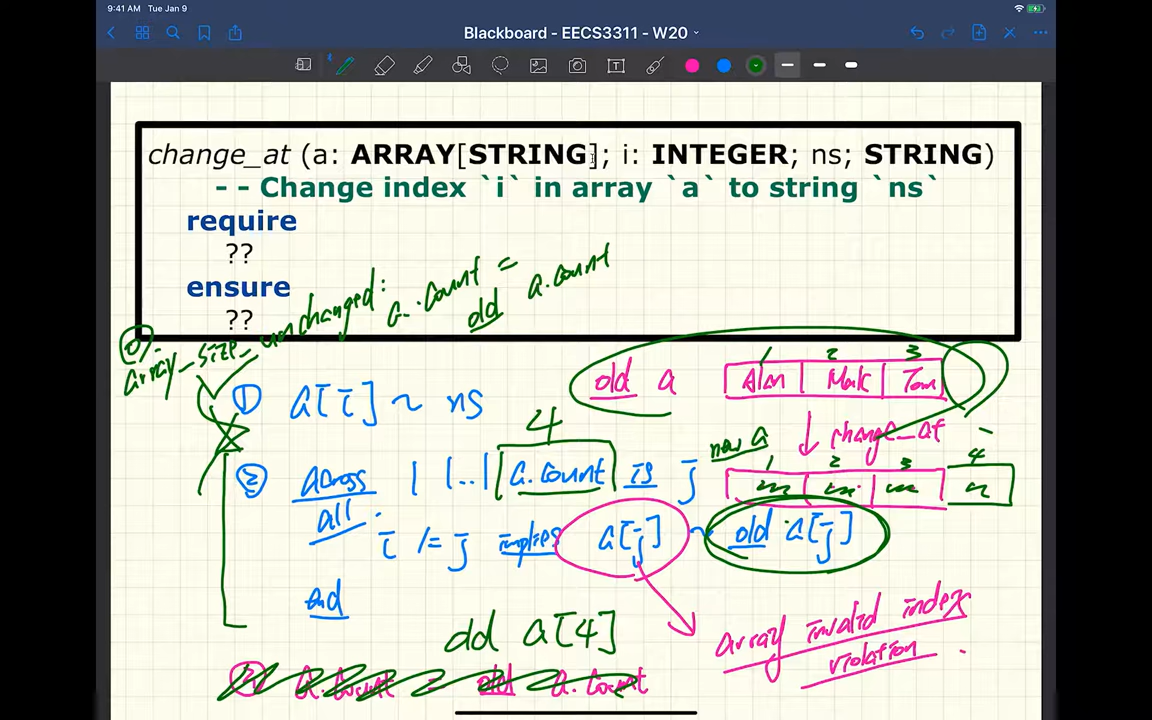 9:41 AM Tue Jan 9
Blackboard - EECS3311 - W20
change_at (a: ARRAY[STRING]; i: INTEGER; ns; STRING)
- - Change index `i` in array `a` to string `ns`
require
??
ensure
??
⓪ array_size_unchanged: a.count = old a.count
① a[i] ~ ns
old a
1 2 3
Alan Mark Tom
change_at
new a
1 2 3 4
4
② across 1 |..| a.count is j
all
i /= j implies a[j] ~ old a[j]
end
old a[4]
array invalid index
violation
a.count = old a.count